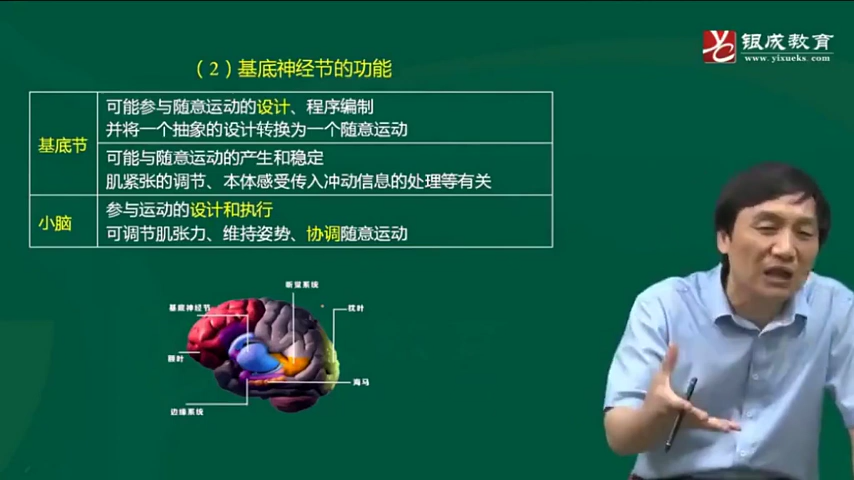 银成教育
www.yixueks.com
（2）基底神经节的功能
基底节
可能参与随意运动的设计、程序编制
并将一个抽象的设计转换为一个随意运动
可能与随意运动的产生和稳定
肌紧张的调节、本体感受传入冲动信息的处理等有关
小脑
参与运动的设计和执行
可调节肌张力、维持姿势、协调随意运动
听觉系统
基底神经节
枕叶
额叶
海马
边缘系统